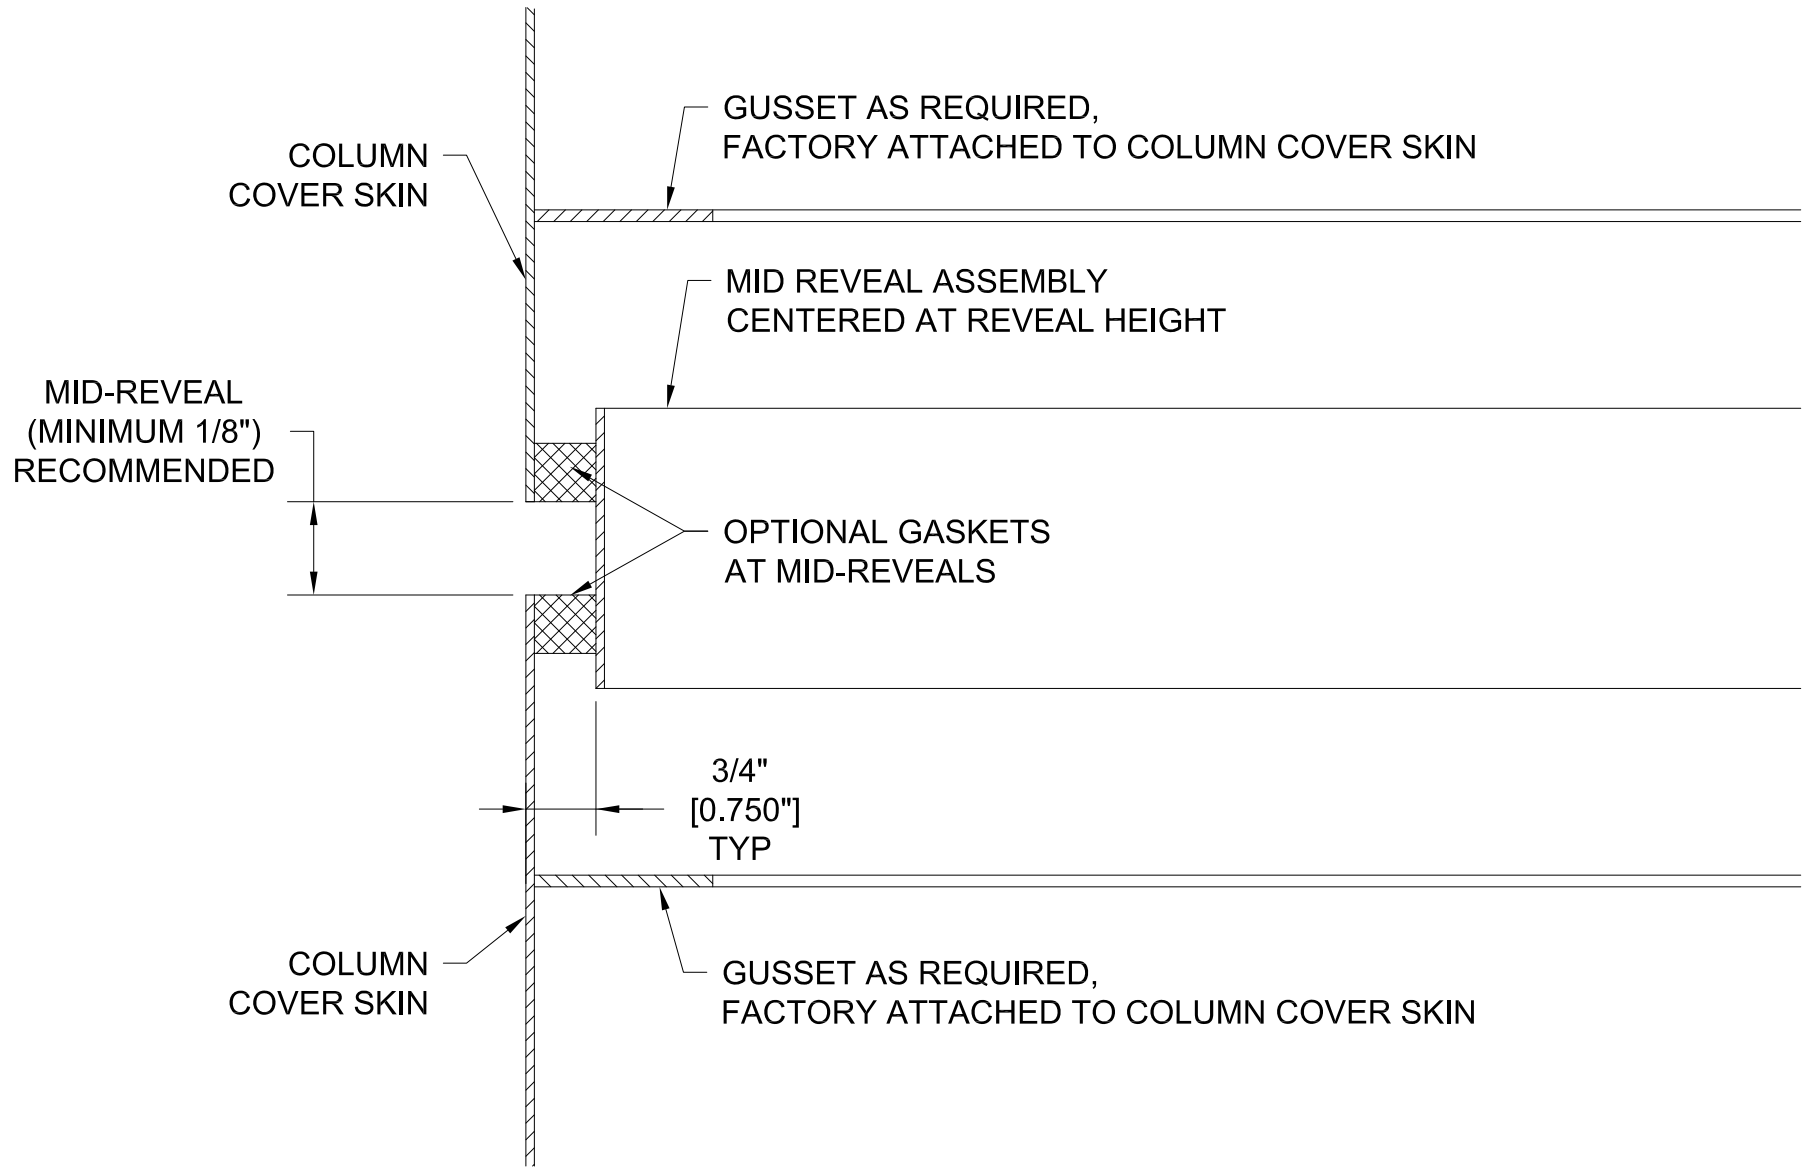 GUSSET AS REQUIRED,
FACTORY ATTACHED TO COLUMN COVER SKIN
COLUMN
COVER SKIN
MID REVEAL ASSEMBLY
CENTERED AT REVEAL HEIGHT
MID-REVEAL
(MINIMUM 1/8")
RECOMMENDED
OPTIONAL GASKETS
AT MID-REVEALS
3/4"
[0.750"]
TYP
COLUMN
COVER SKIN
GUSSET AS REQUIRED,
FACTORY ATTACHED TO COLUMN COVER SKIN